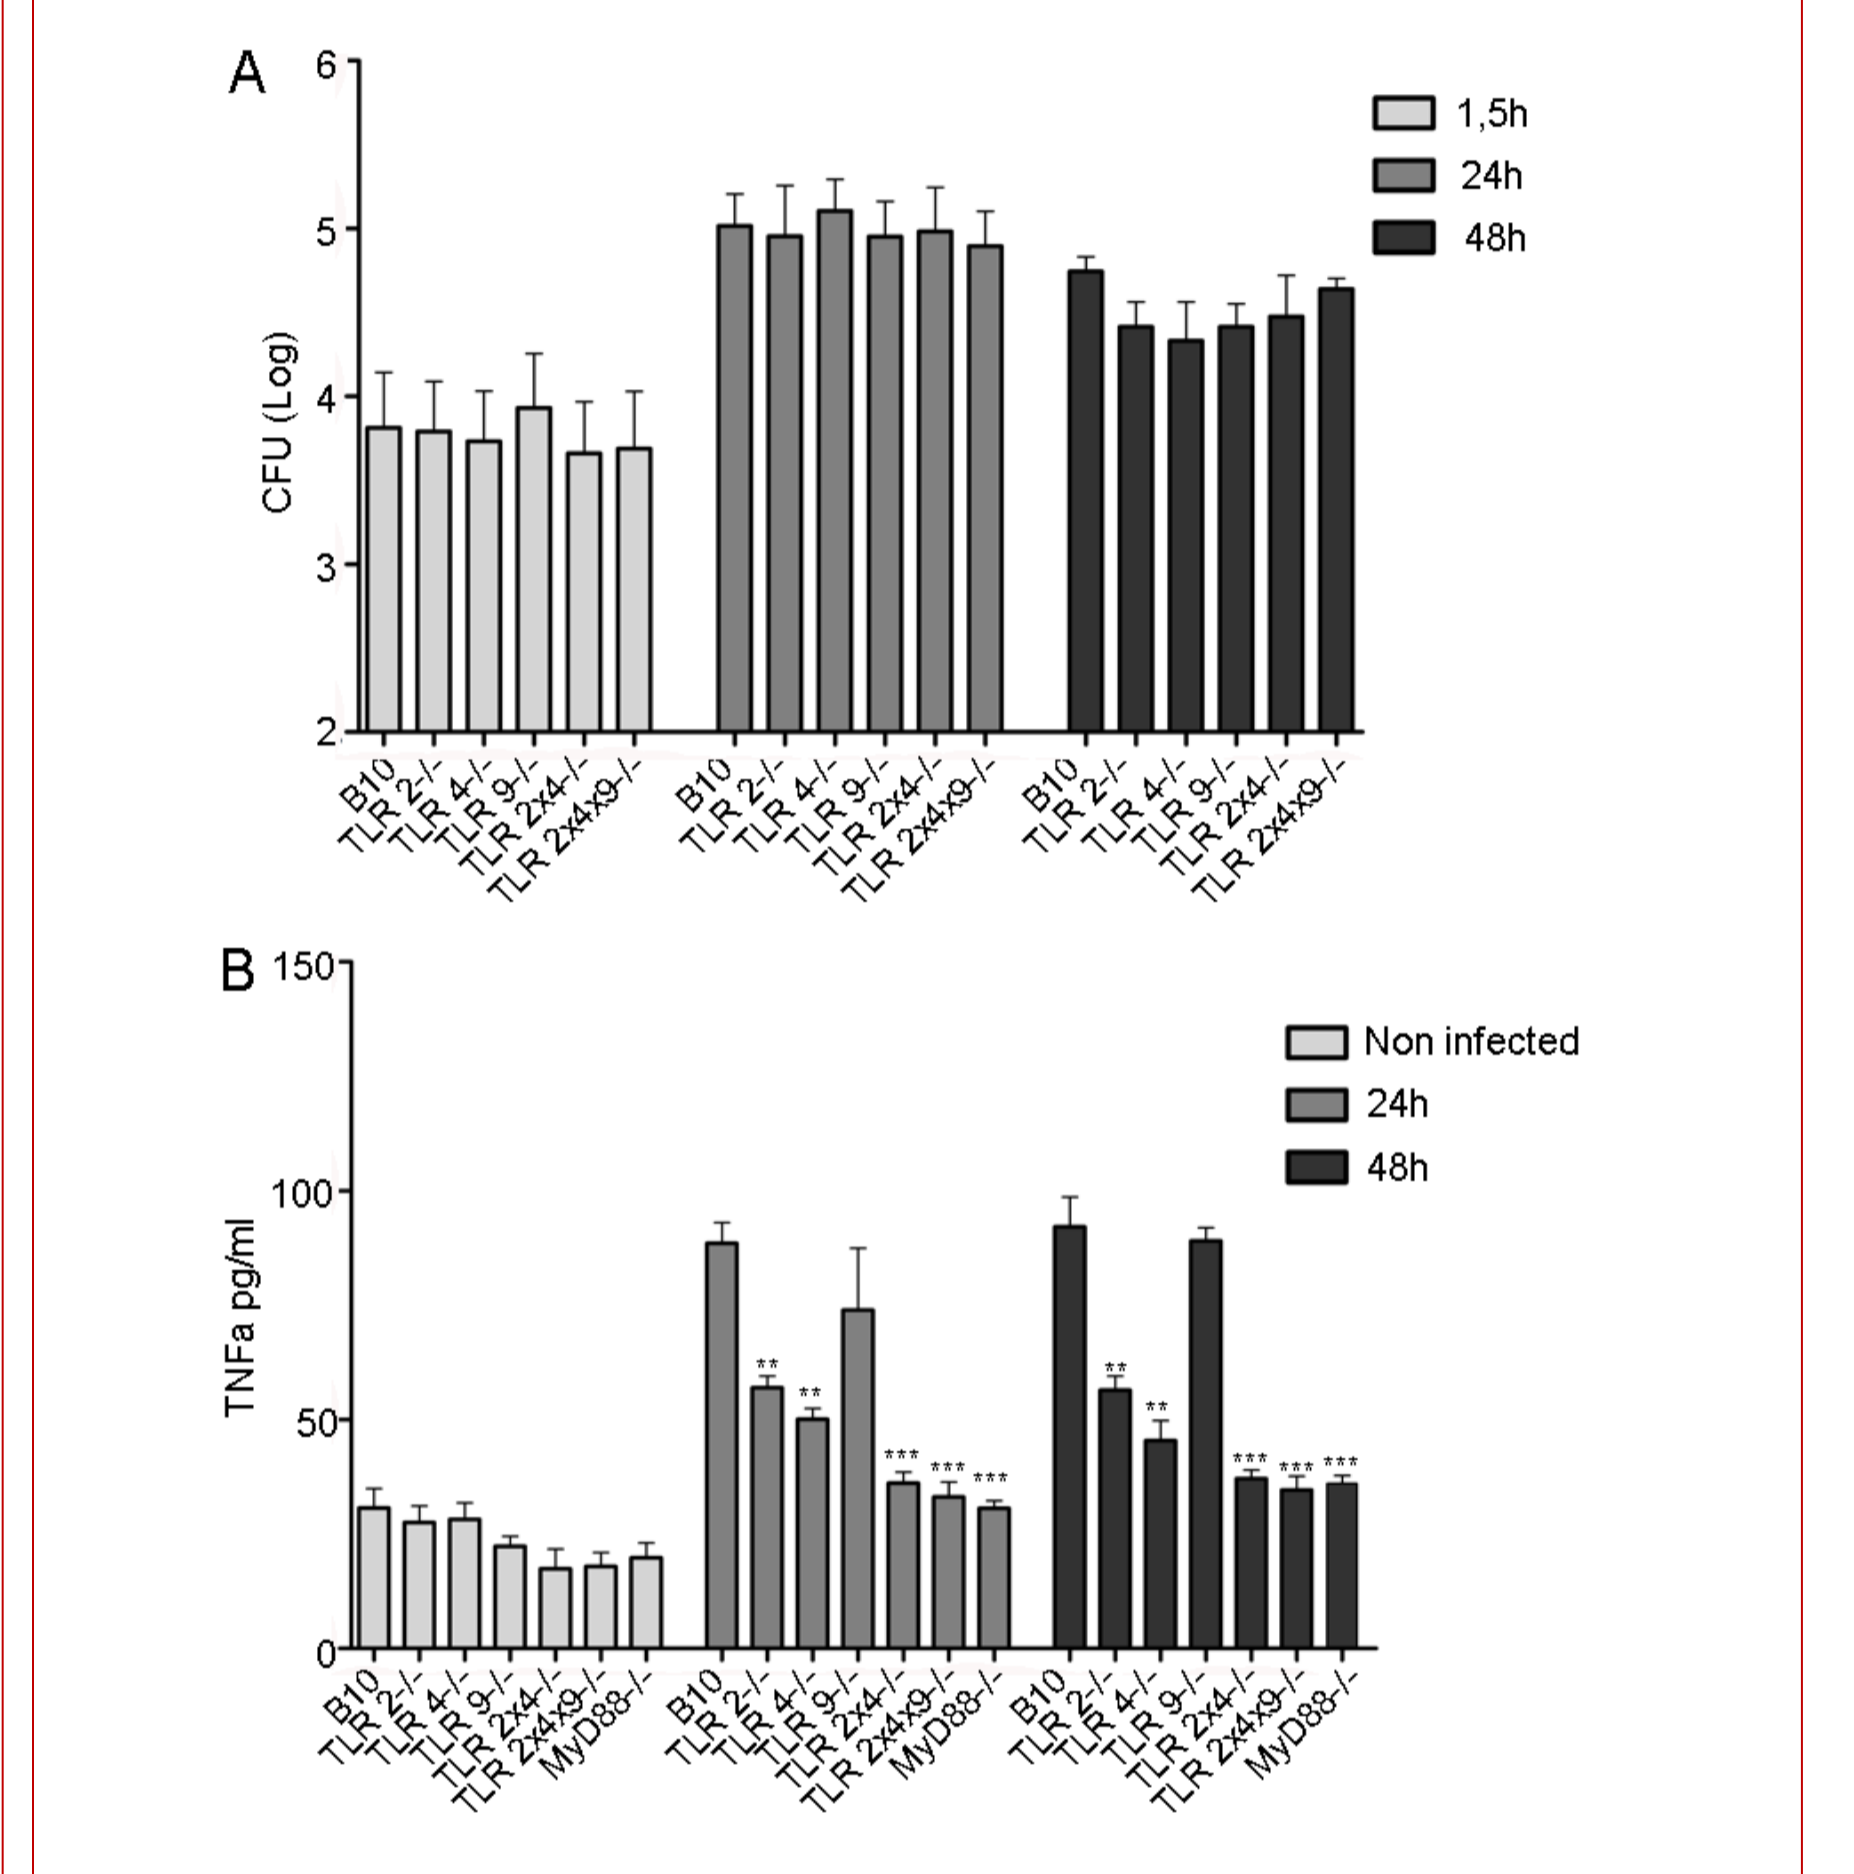 A
6
5
4
3
2
CFU (Log)
1,5h
24h
48h
B10
TLR 2-/-
TLR 4-/-
TLR 9-/-
TLR 2x4-/-
TLR 2x4x9-/-
B10
TLR 2-/-
TLR 4-/-
TLR 9-/-
TLR 2x4-/-
TLR 2x4x9-/-
B10
TLR 2-/-
TLR 4-/-
TLR 9-/-
TLR 2x4-/-
TLR 2x4x9-/-
B
150
100
50
0
TNFa pg/ml
Non infected
24h
48h
**
**
***
***
***
**
**
***
***
***
B10
TLR 2-/-
TLR 4-/-
TLR 9-/-
TLR 2x4-/-
TLR 2x4x9-/-
MyD88-/-
B10
TLR 2-/-
TLR 4-/-
TLR 9-/-
TLR 2x4-/-
TLR 2x4x9-/-
MyD88-/-
B10
TLR 2-/-
TLR 4-/-
TLR 9-/-
TLR 2x4-/-
TLR 2x4x9-/-
MyD88-/-